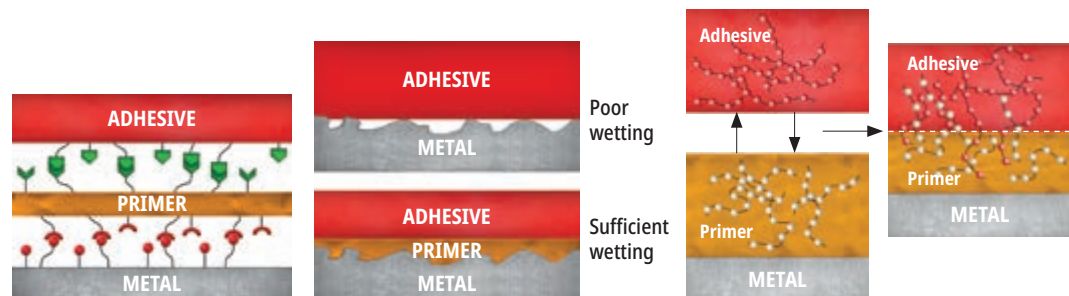 ADHESIVE
PRIMER
METAL
ADHESIVE
METAL
Poor
wetting
ADHESIVE
PRIMER
METAL
Sufficient
wetting
Adhesive
Primer
METAL
Adhesive
Primer
METAL